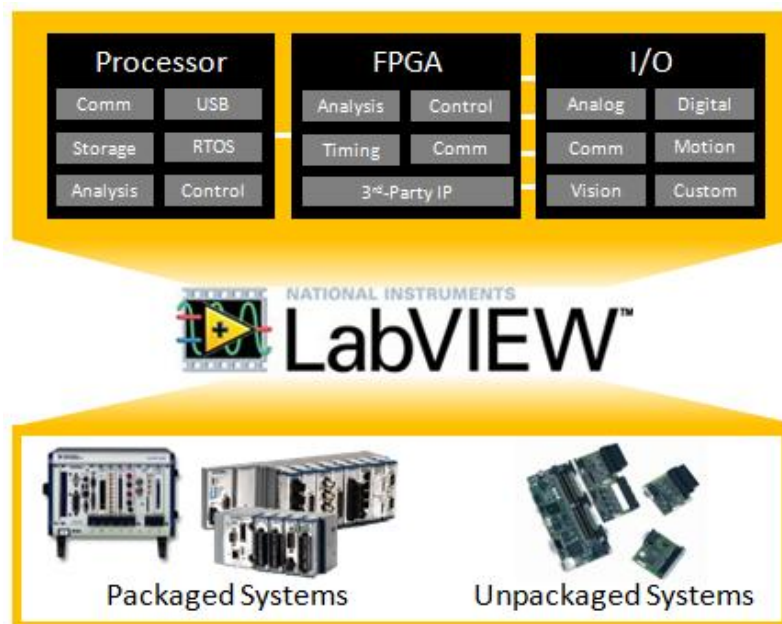 Processor
Comm USB
Storage RTOS
Analysis Control
FPGA
Analysis Control
Timing Comm
3rd-Party IP
I/O
Analog Digital
Comm Motion
Vision Custom
NATIONAL INSTRUMENTS
LabVIEW™
Packaged Systems
Unpackaged Systems